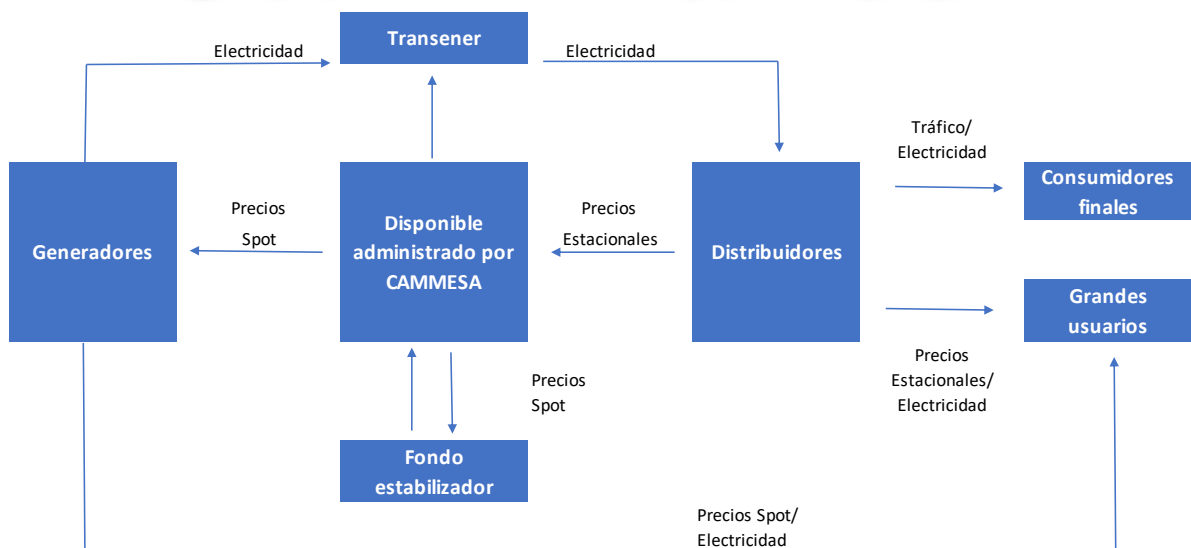 Transener
Electricidad
Electricidad
Tráfico/
Electricidad
Generadores
Precios
Spot
Disponible
administrado por
CAMMESA
Precios
Estacionales
Distribuidores
Consumidores
finales
Grandes
usuarios
Precios
Spot
Precios
Estacionales/
Electricidad
Fondo
estabilizador
Precios Spot/
Electricidad